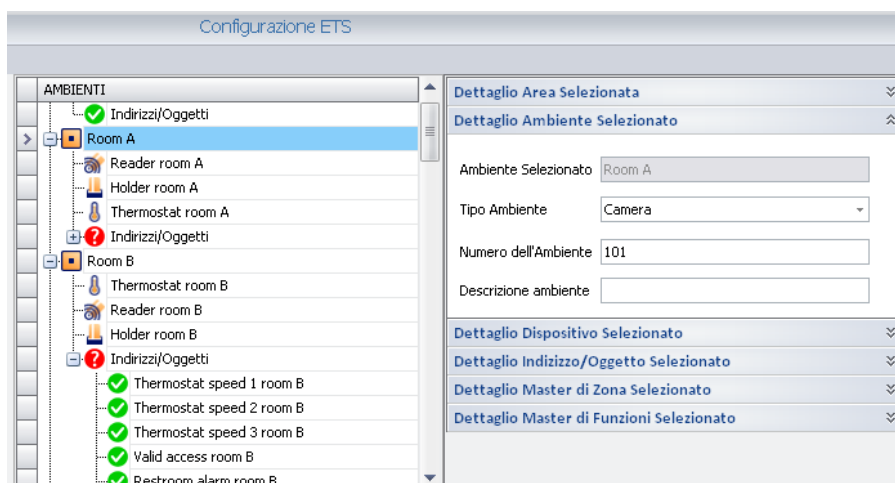 Configurazione ETS
AMBIENTI
Indirizzi/Oggetti
Room A
Reader room A
Holder room A
Thermostat room A
Indirizzi/Oggetti
Room B
Thermostat room B
Reader room B
Holder room B
Indirizzi/Oggetti
Thermostat speed 1 room B
Thermostat speed 2 room B
Thermostat speed 3 room B
Valid access room B
Restroom alarm room B
Dettaglio Area Selezionata
Dettaglio Ambiente Selezionato
Ambiente Selezionato Room A
Tipo Ambiente Camera
Numero dell'Ambiente 101
Descrizione ambiente
Dettaglio Dispositivo Selezionato
Dettaglio Indizizzo/Oggetto Selezionato
Dettaglio Master di Zona Selezionato
Dettaglio Master di Funzioni Selezionato